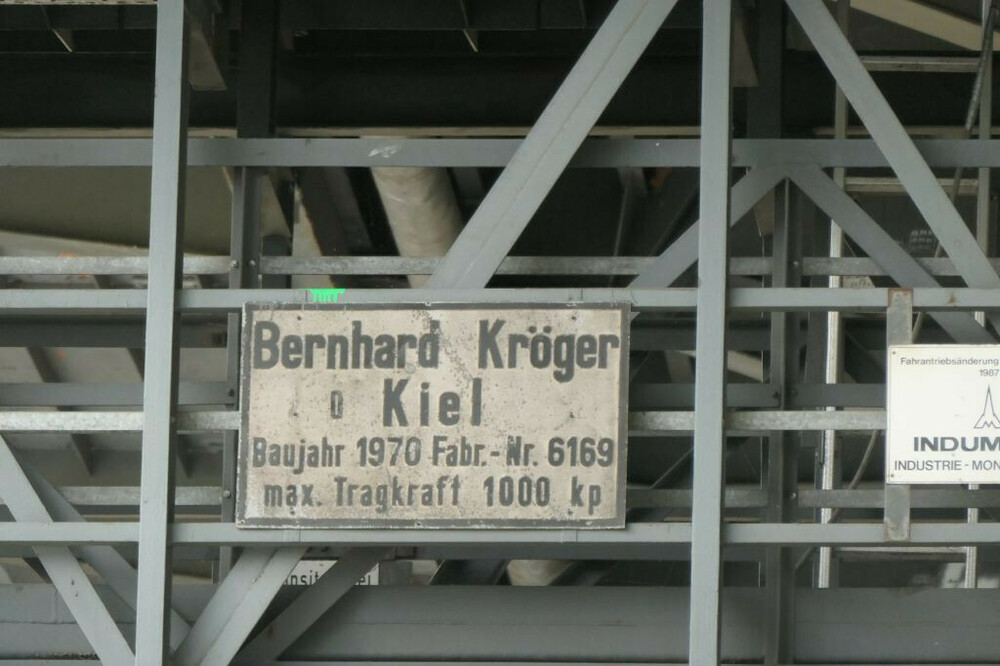 Bernhard Kröger
Kiel
Baujahr 1970 Fabr.-Nr. 6169
max. Tragkraft 1000 kp
Fahrantriebsänderung
1987
INDUM
INDUSTRIE-MON